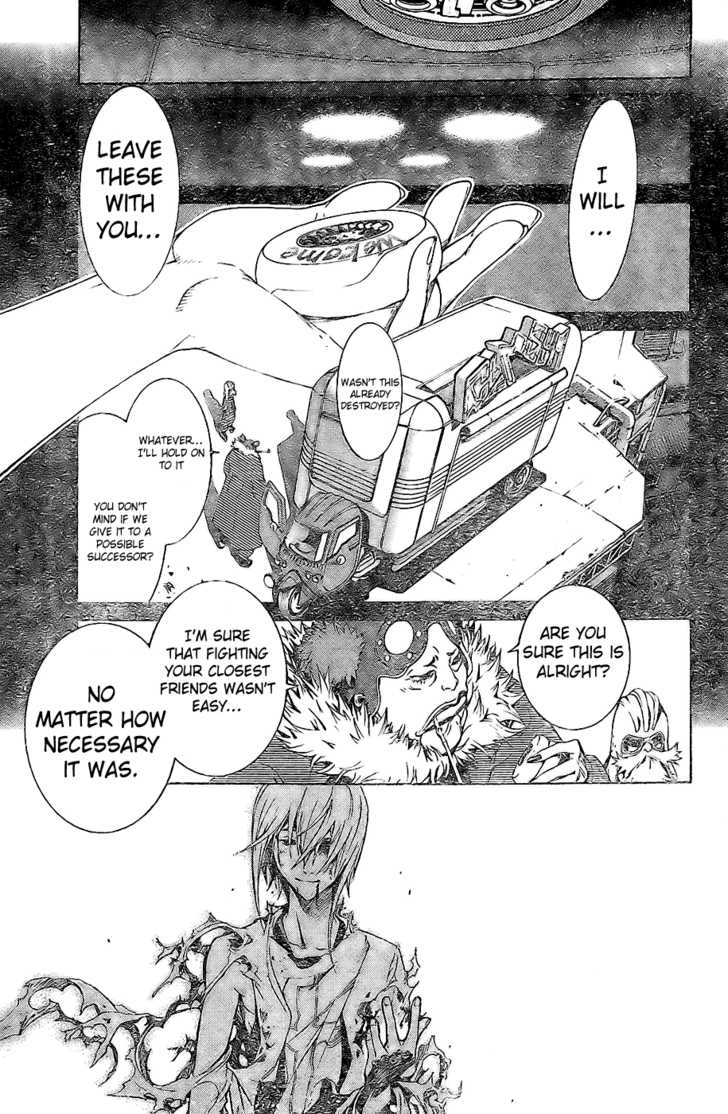 I
WILL
...
LEAVE
THESE
WITH
YOU...
Welcome
WASN'T THIS
ALREADY
DESTROYED?
WHATEVER...
I'LL HOLD ON
TO IT
YOU DON'T
MIND IF WE
GIVE IT TO A
POSSIBLE
SUCCESSOR?
ARE YOU
SURE THIS IS
ALRIGHT?
I'M SURE
THAT FIGHTING
YOUR CLOSEST
FRIENDS WASN'T
EASY...
NO
MATTER HOW
NECESSARY
IT WAS.